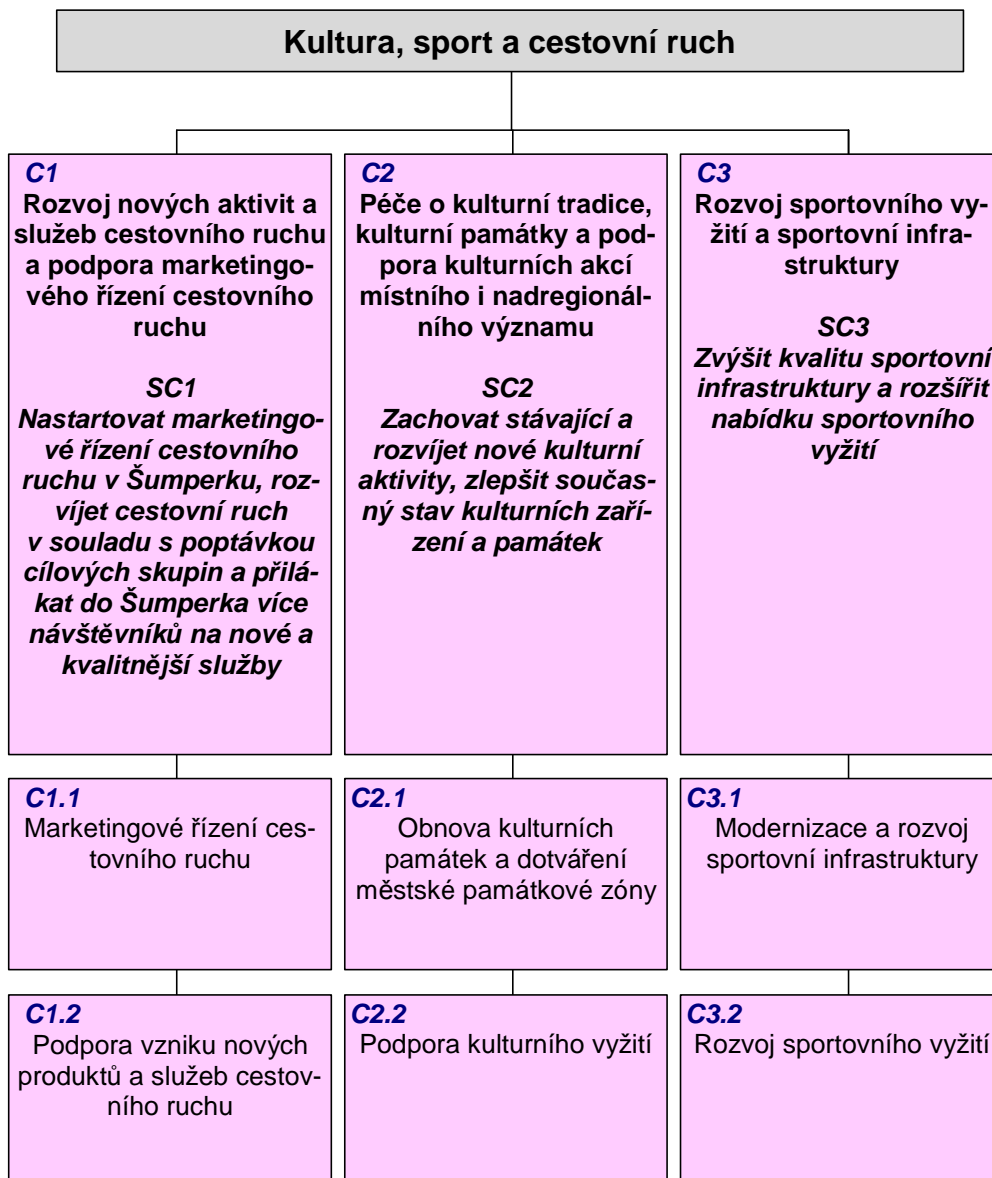 Kultura, sport a cestovní ruch
C1
Rozvoj nových aktivit a
služeb cestovního ruchu
a podpora marketingo-
vého řízení cestovního
ruchu
SC1
Nastartovat marketingo-
vé řízení cestovního
ruchu v Šumperku, roz-
víjet cestovní ruch
v souladu s poptávkou
cílových skupin a přilá-
kat do Šumperka více
návštěvníků na nové a
kvalitnější služby
C2
Péče o kulturní tradice,
kulturní památky a pod-
pora kulturních akcí
místního i nadregionál-
ního významu
SC2
Zachovat stávající a
rozvíjet nové kulturní
aktivity, zlepšit součas-
ný stav kulturních zaří-
zení a památek
C3
Rozvoj sportovního vy-
žití a sportovní infra-
struktury
SC3
Zvýšit kvalitu sportovní
infrastruktury a rozšířit
nabídku sportovního
vyžití
C1.1
Marketingové řízení ces-
tovního ruchu
C2.1
Obnova kulturních
památek a dotváření
městské památkové zóny
C3.1
Modernizace a rozvoj
sportovní infrastruktury
C1.2
Podpora vzniku nových
produktů a služeb cestov-
ního ruchu
C2.2
Podpora kulturního vyžití
C3.2
Rozvoj sportovního vyžití